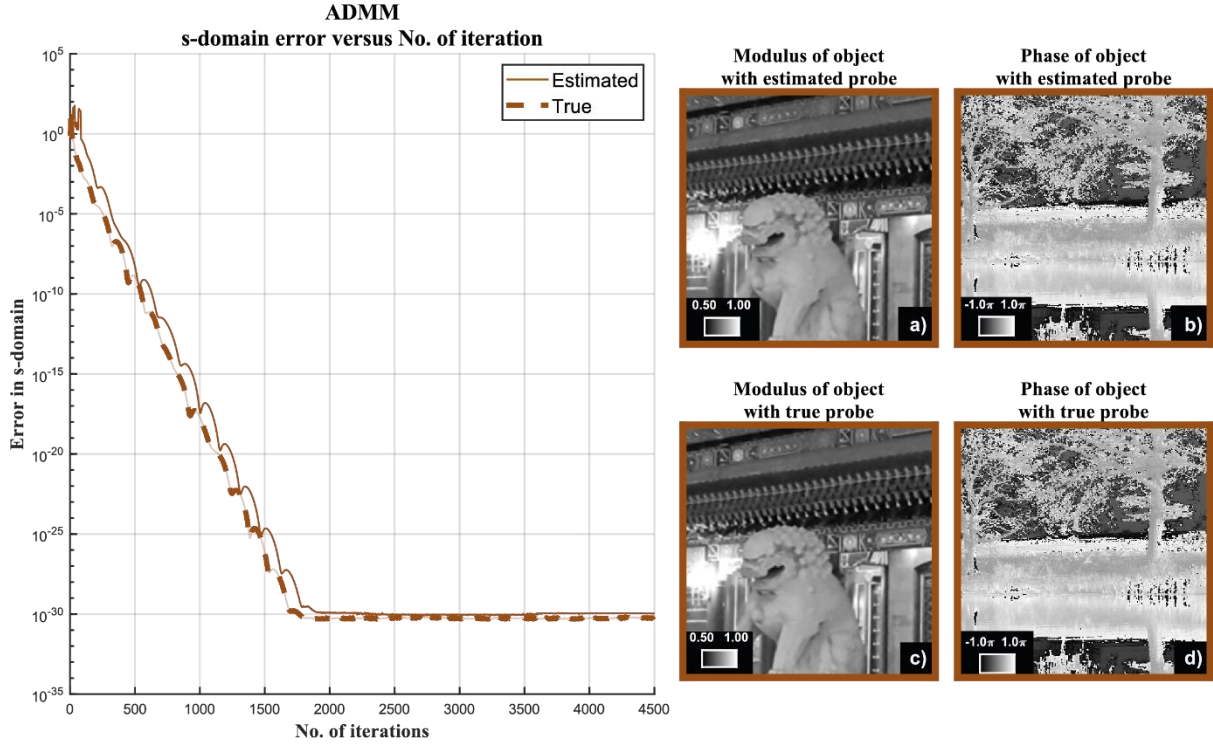 ADMM
s-domain error versus No. of iteration
Estimated
True
10^5
10^0
10^-5
10^-10
10^-15
10^-20
10^-25
10^-30
10^-35
Error in s-domain
0 500 1000 1500 2000 2500 3000 3500 4000 4500
No. of iterations
Modulus of object
with estimated probe
0.50 1.00
a)
Phase of object
with estimated probe
-1.0π 1.0π
b)
Modulus of object
with true probe
0.50 1.00
c)
Phase of object
with true probe
-1.0π 1.0π
d)